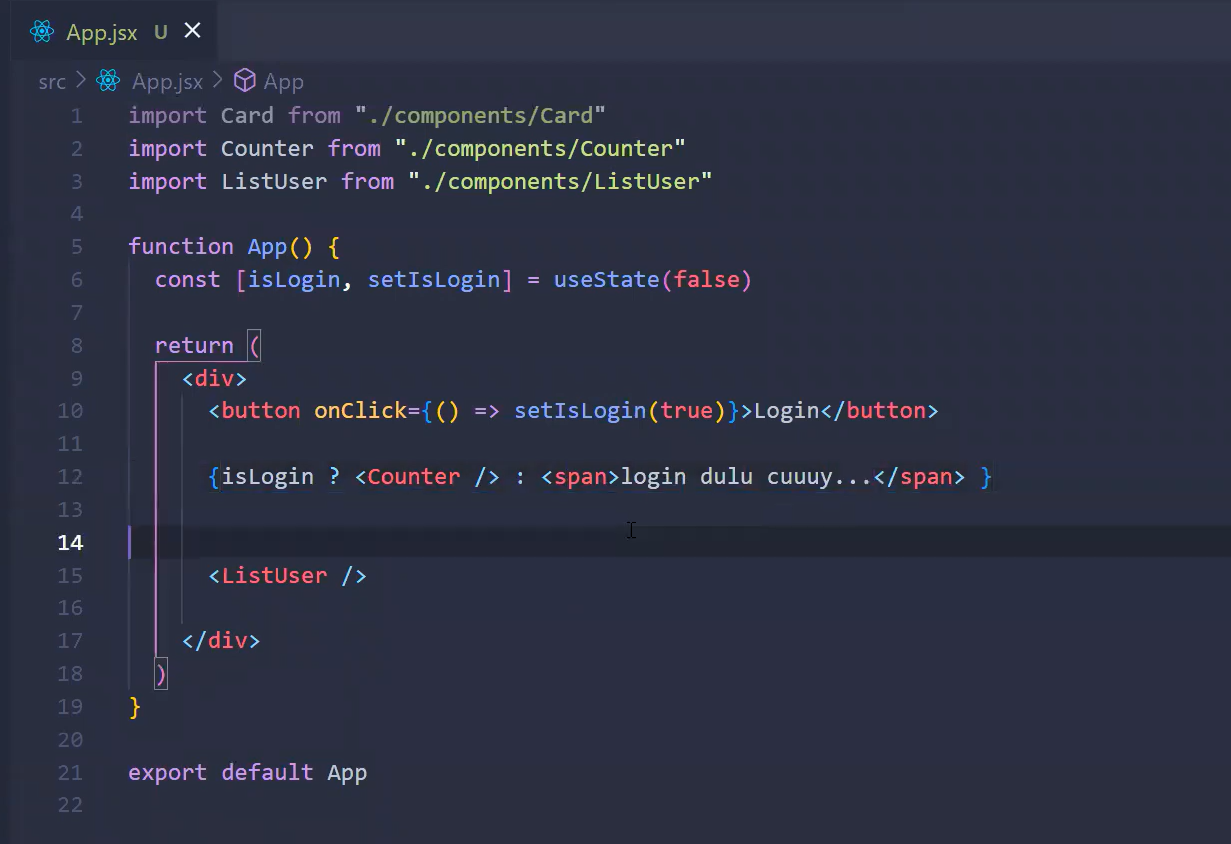 App.jsx U
src > App.jsx > App
1 import Card from "./components/Card"
2 import Counter from "./components/Counter"
3 import ListUser from "./components/ListUser"
4
5 function App() {
6   const [isLogin, setIsLogin] = useState(false)
7
8   return (
9     <div>
10       <button onClick={() => setIsLogin(true)}>Login</button>
11
12       {isLogin ? <Counter /> : <span>login dulu cuuuy...</span> }
13
14
15       <ListUser />
16
17     </div>
18   )
19 }
20
21 export default App
22